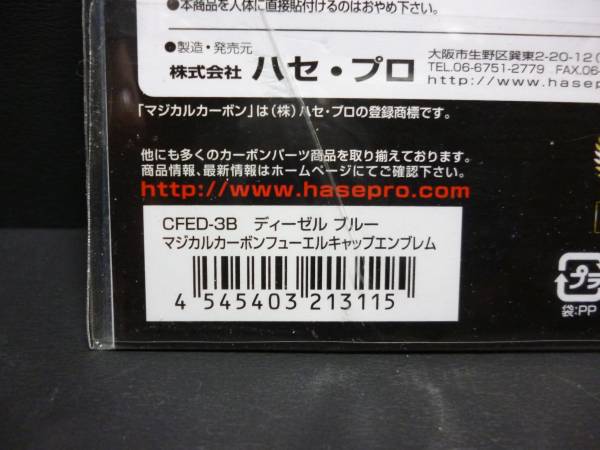 ●本商品を人体に直接貼付けるのはおやめ下さい。
●製造・発売元
株式会社 ハセ・プロ
大阪市生野区巽東2-20-12(
TEL.06-6751-2779 FAX.06-
http://www.hasepro
「マジカルカーボン」は(株)ハセ・プロの登録商標です。
他にも多くのカーボンパーツ商品を取り揃えております。
商品情報、最新情報はホームページにてご確認下さい。
http://www.hasepro.com
CFED-3B ディーゼル ブルー
マジカルカーボンフューエルキャップエンブレム
4 545403 213115
プラ
袋:PP